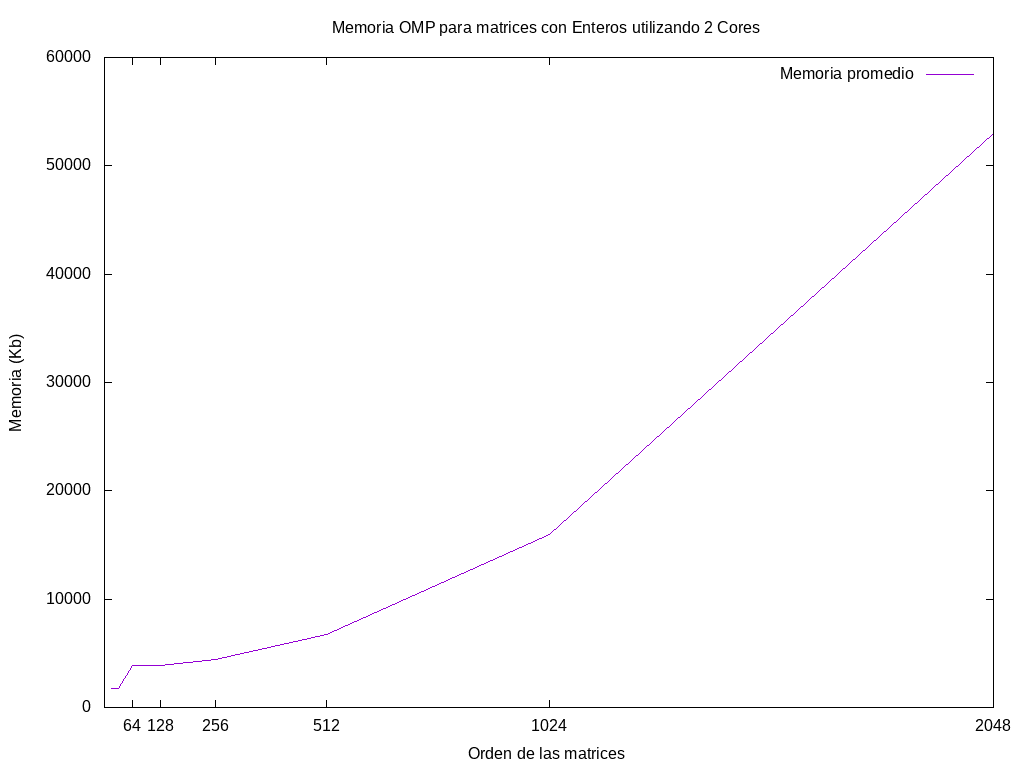 Memoria OMP para matrices con Enteros utilizando 2 Cores
60000
Memoria promedio
50000
40000
30000
20000
10000
0
Memoria (Kb)
64 128 256 512 1024 2048
Orden de las matrices